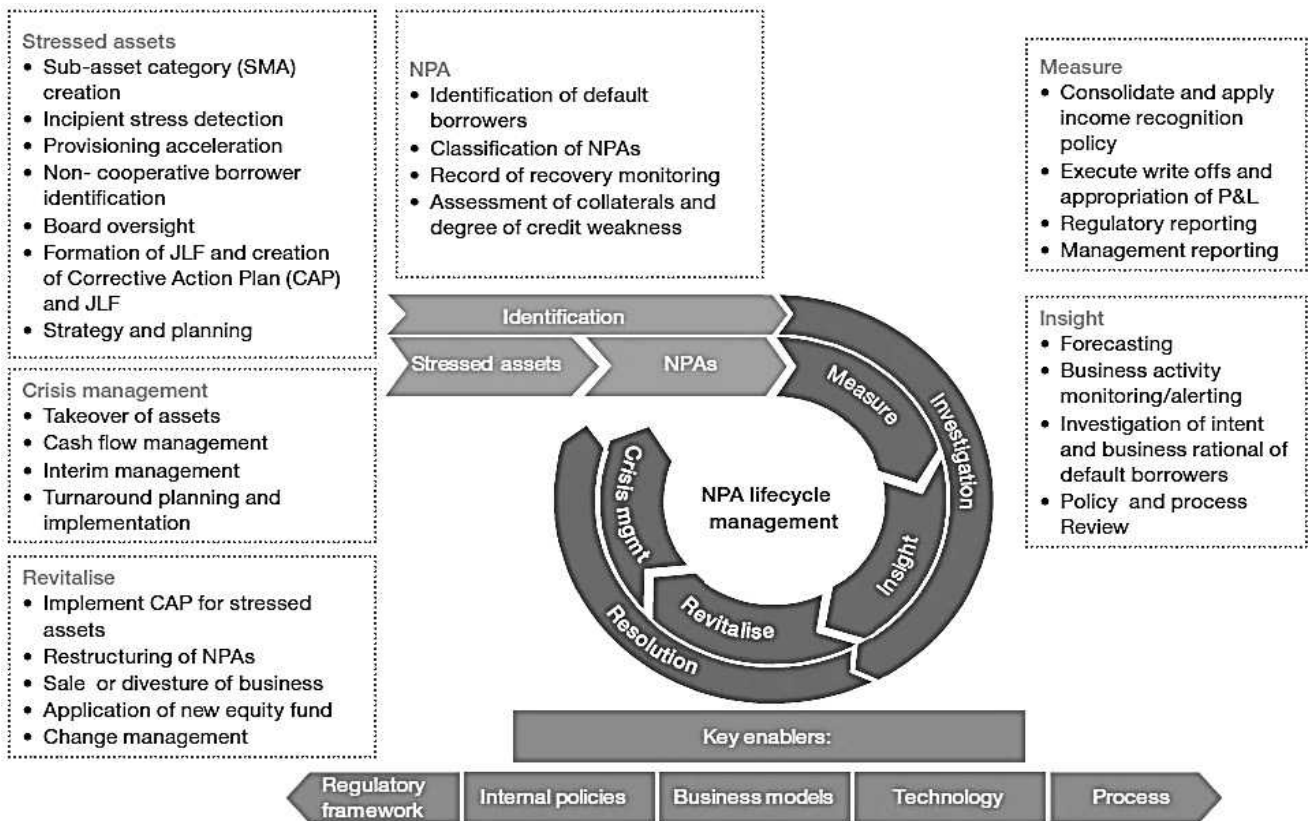 Stressed assets
• Sub-asset category (SMA)
creation
• Incipient stress detection
• Provisioning acceleration
• Non- cooperative borrower
identification
• Board oversight
• Formation of JLF and creation
of Corrective Action Plan (CAP)
and JLF
• Strategy and planning
NPA
• Identification of default
borrowers
• Classification of NPAs
• Record of recovery monitoring
• Assessment of collaterals and
degree of credit weakness
Measure
• Consolidate and apply
income recognition
policy
• Execute write offs and
appropriation of P&L
• Regulatory reporting
• Management reporting
Identification
Stressed assets
NPAs
Measure
Investigation
Insight
Revitalise
Resolution
Crisis mgmt
NPA lifecycle
management
Crisis management
• Takeover of assets
• Cash flow management
• Interim management
• Turnaround planning and
implementation
Insight
• Forecasting
• Business activity
monitoring/alerting
• Investigation of intent
and business rational of
default borrowers
• Policy and process
Review
Revitalise
• Implement CAP for stressed
assets
• Restructuring of NPAs
• Sale or divesture of business
• Application of new equity fund
• Change management
Key enablers:
Regulatory
framework
Internal policies
Business models
Technology
Process